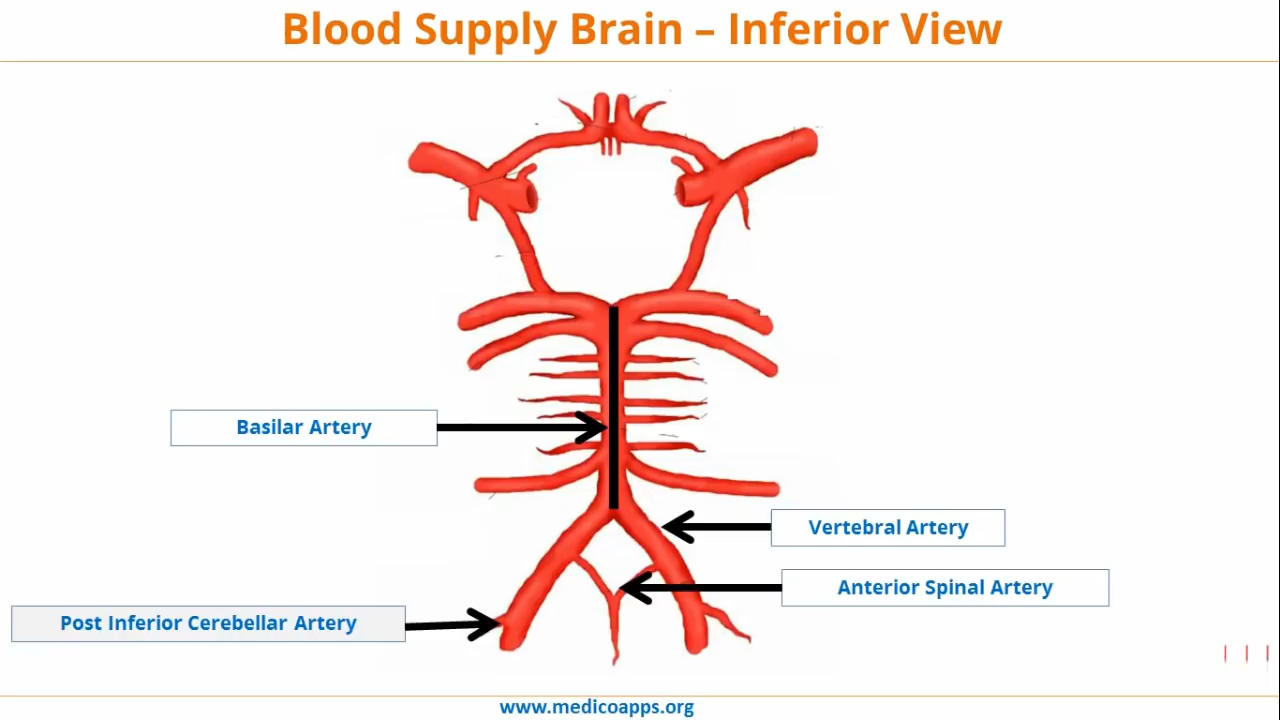 Blood Supply Brain – Inferior View
Basilar Artery
Vertebral Artery
Anterior Spinal Artery
Post Inferior Cerebellar Artery
www.medicoapps.org